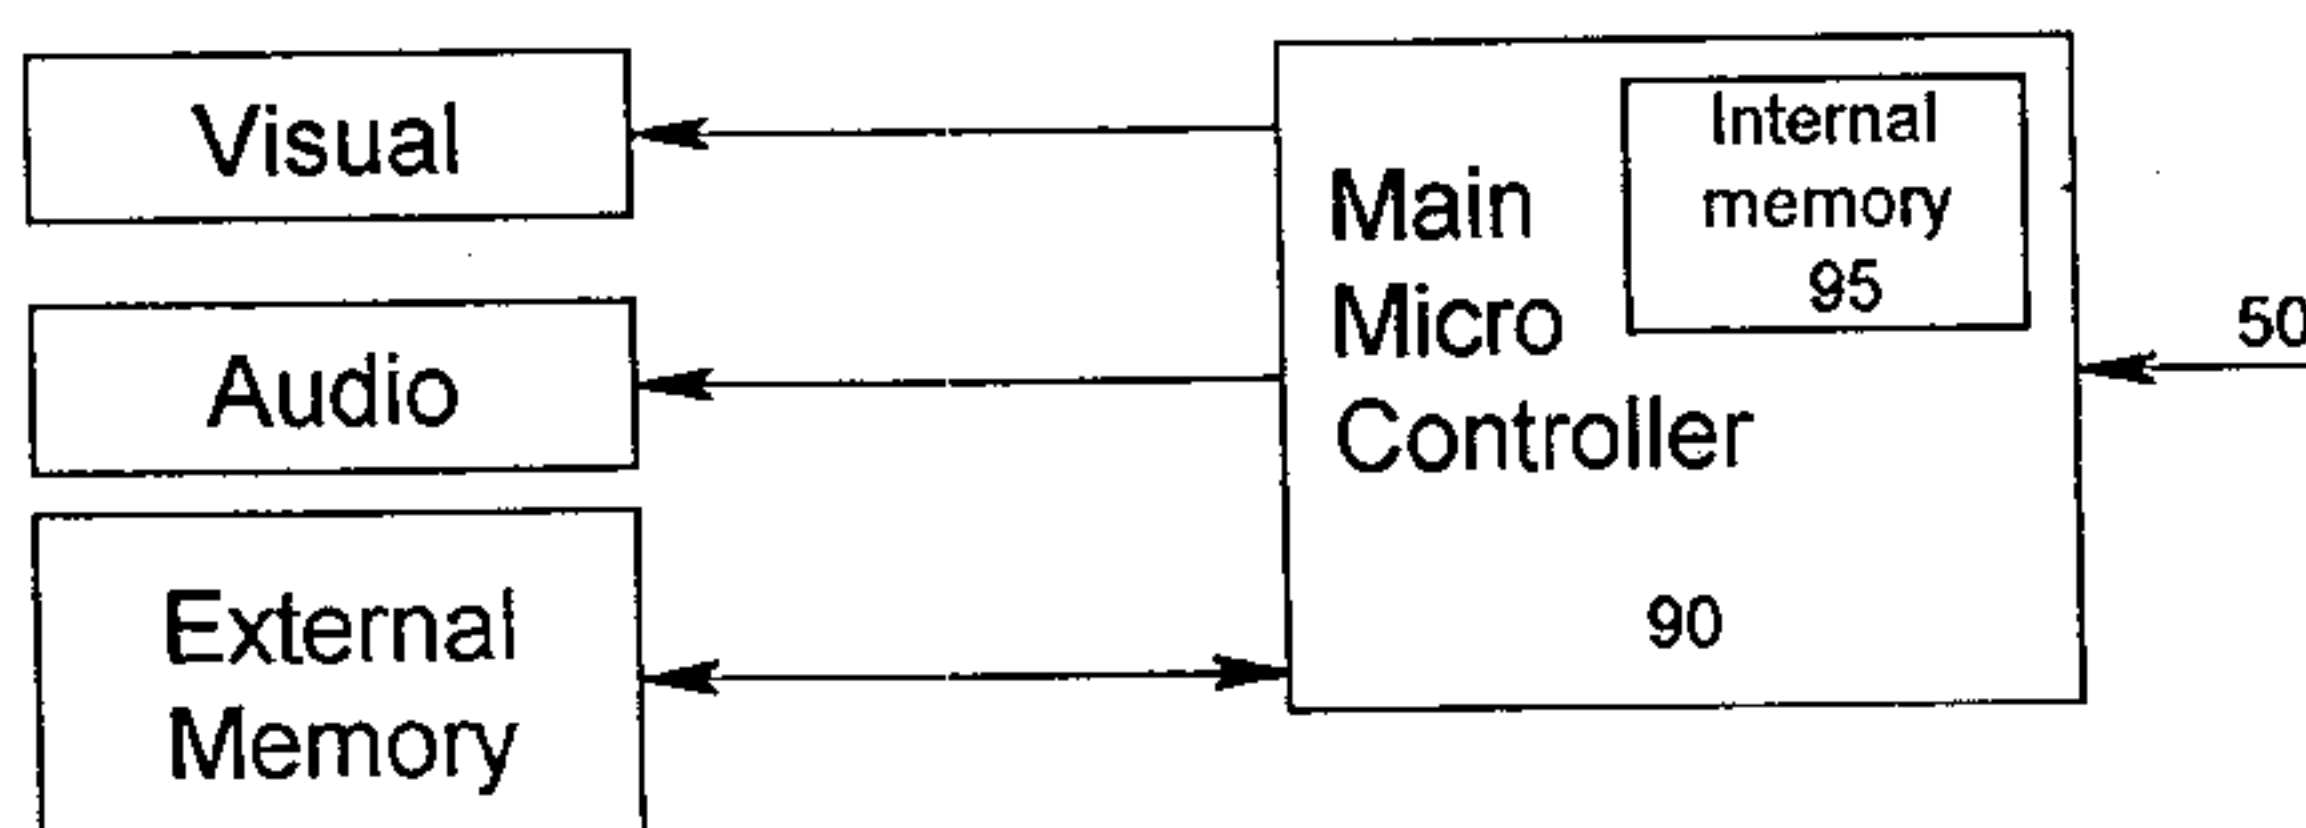 Visual
Audio
External
Memory
Main
Micro
Controller
90
Internal
memory
95
50